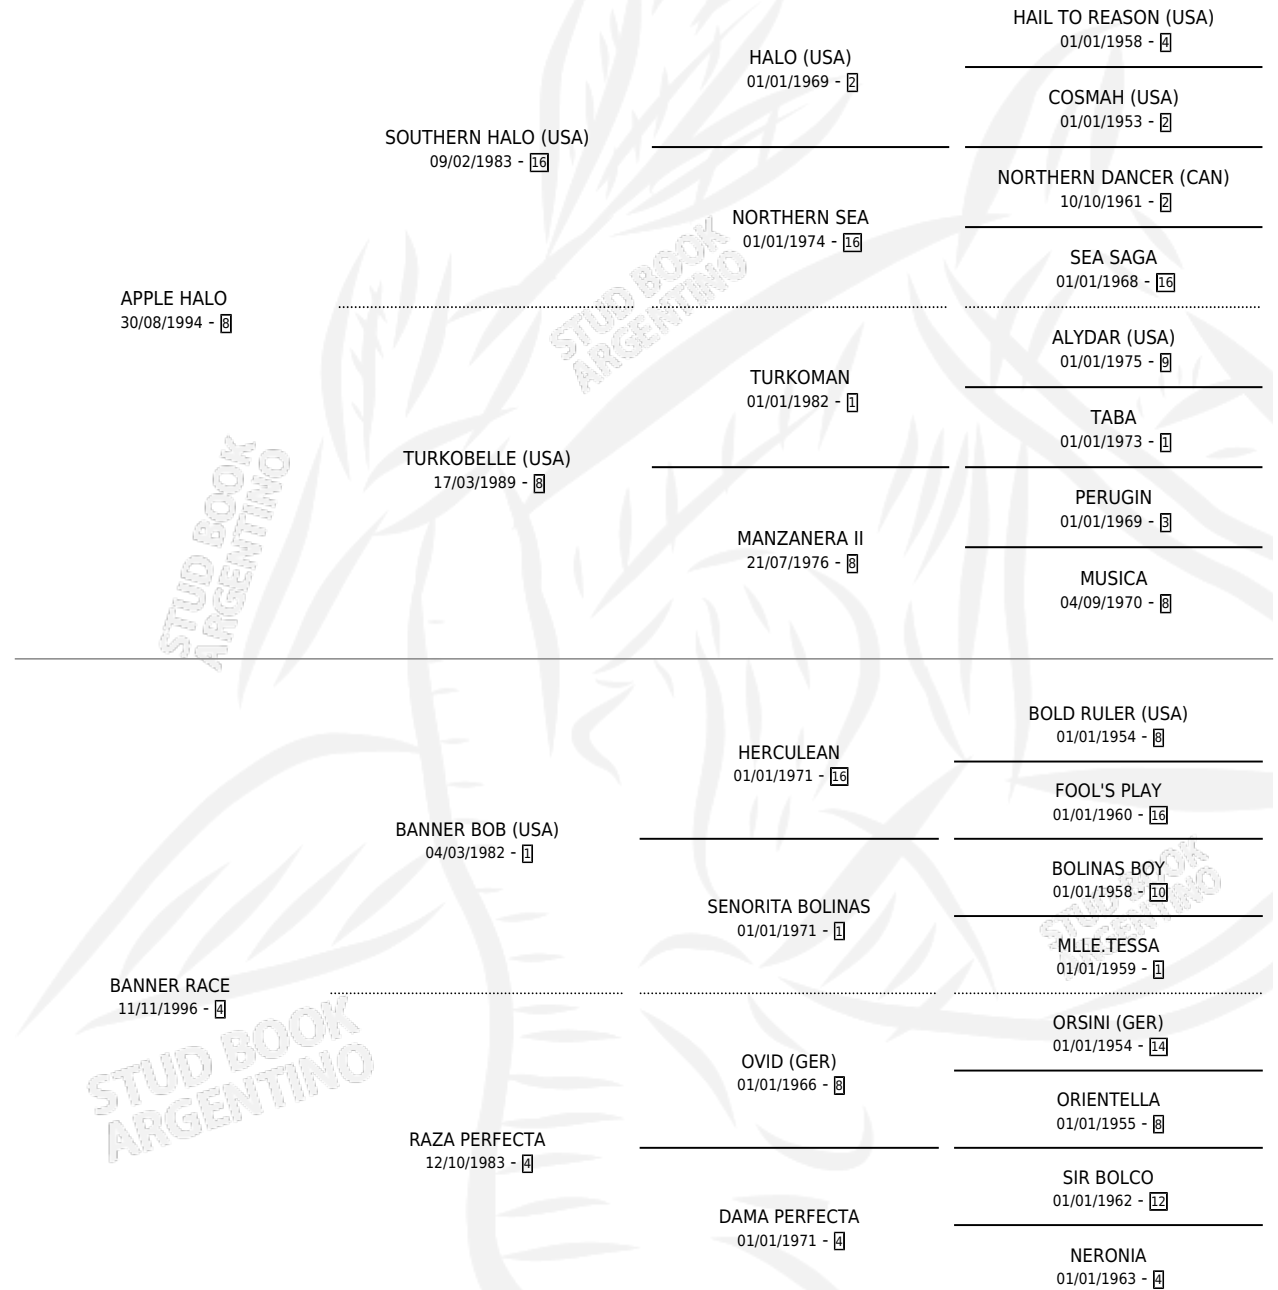 APPLE HALO
30/08/1994 - 8
SOUTHERN HALO (USA)
09/02/1983 - 16
HALO (USA)
01/01/1969 - 2
HAIL TO REASON (USA)
01/01/1958 - 4
COSMAH (USA)
01/01/1953 - 2
NORTHERN SEA
01/01/1974 - 16
NORTHERN DANCER (CAN)
10/10/1961 - 2
SEA SAGA
01/01/1968 - 16
TURKOBELLE (USA)
17/03/1989 - 8
TURKOMAN
01/01/1982 - 1
ALYDAR (USA)
01/01/1975 - 9
TABA
01/01/1973 - 1
MANZANERA II
21/07/1976 - 8
PERUGIN
01/01/1969 - 3
MUSICA
04/09/1970 - 8
BANNER RACE
11/11/1996 - 4
BANNER BOB (USA)
04/03/1982 - 1
HERCULEAN
01/01/1971 - 16
BOLD RULER (USA)
01/01/1954 - 8
FOOL'S PLAY
01/01/1960 - 16
SENORITA BOLINAS
01/01/1971 - 1
BOLINAS BOY
01/01/1958 - 10
MLLE.TESSA
01/01/1959 - 1
RAZA PERFECTA
12/10/1983 - 4
OVID (GER)
01/01/1966 - 8
ORSINI (GER)
01/01/1954 - 14
ORIENTELLA
01/01/1955 - 8
DAMA PERFECTA
01/01/1971 - 4
SIR BOLCO
01/01/1962 - 12
NERONIA
01/01/1963 - 4
STUD BOOK
ARGENTINO
STUD BOOK
ARGENTINO
STUD BOOK
ARGENTINO
STUD BOOK
ARGENTINO